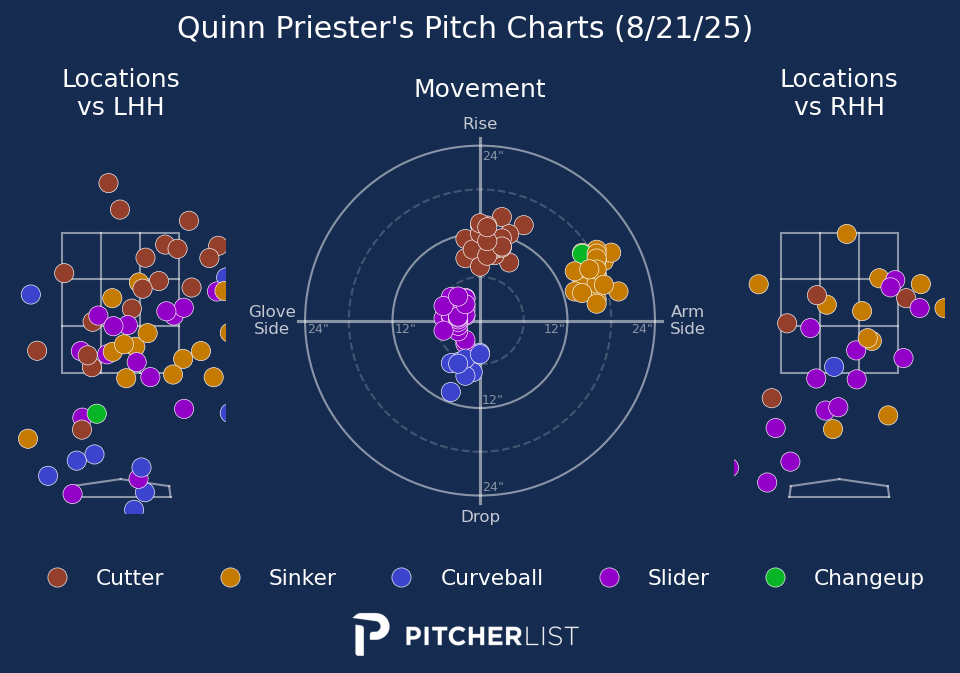 Quinn Priester's Pitch Charts (8/21/25)
Locations
vs LHH
Movement
Locations
vs RHH
Rise
24"
Glove
Side
24"
12"
12"
24"
Arm
Side
12"
24"
Drop
Cutter
Sinker
Curveball
Slider
Changeup
PITCHERLIST